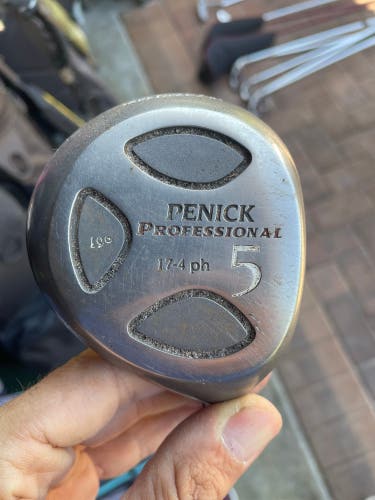 PENICK
PROFESSIONAL
17-4 ph
5
19°